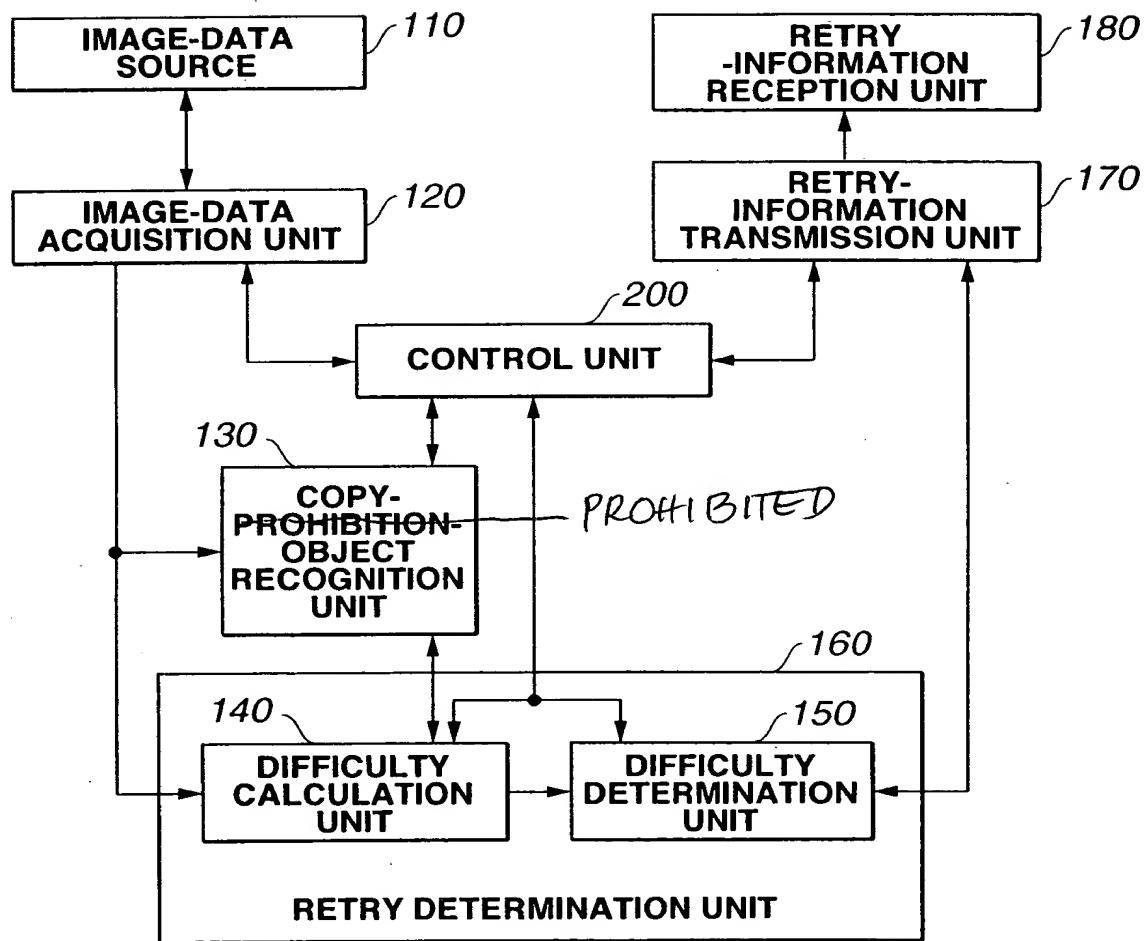 110
IMAGE-DATA
SOURCE
180
RETRY
-INFORMATION
RECEPTION UNIT
120
IMAGE-DATA
ACQUISITION UNIT
170
RETRY-
INFORMATION
TRANSMISSION UNIT
200
CONTROL UNIT
130
COPY-
PROHIBITION-
PROHIBITED
OBJECT
RECOGNITION
UNIT
160
140
DIFFICULTY
CALCULATION
UNIT
150
DIFFICULTY
DETERMINATION
UNIT
RETRY DETERMINATION UNIT